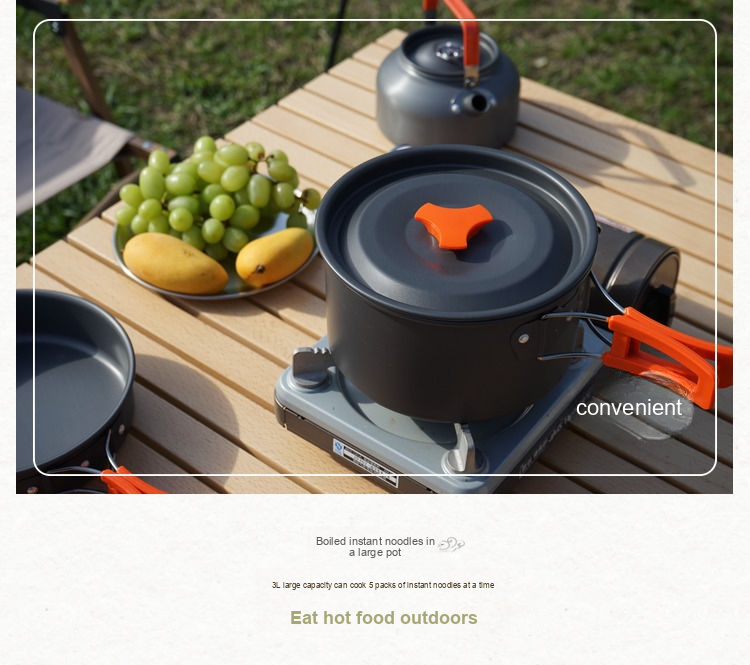 convenient
Boiled instant noodles in
a large pot
3L large capacity can cook 5 packs of instant noodles at a time
Eat hot food outdoors